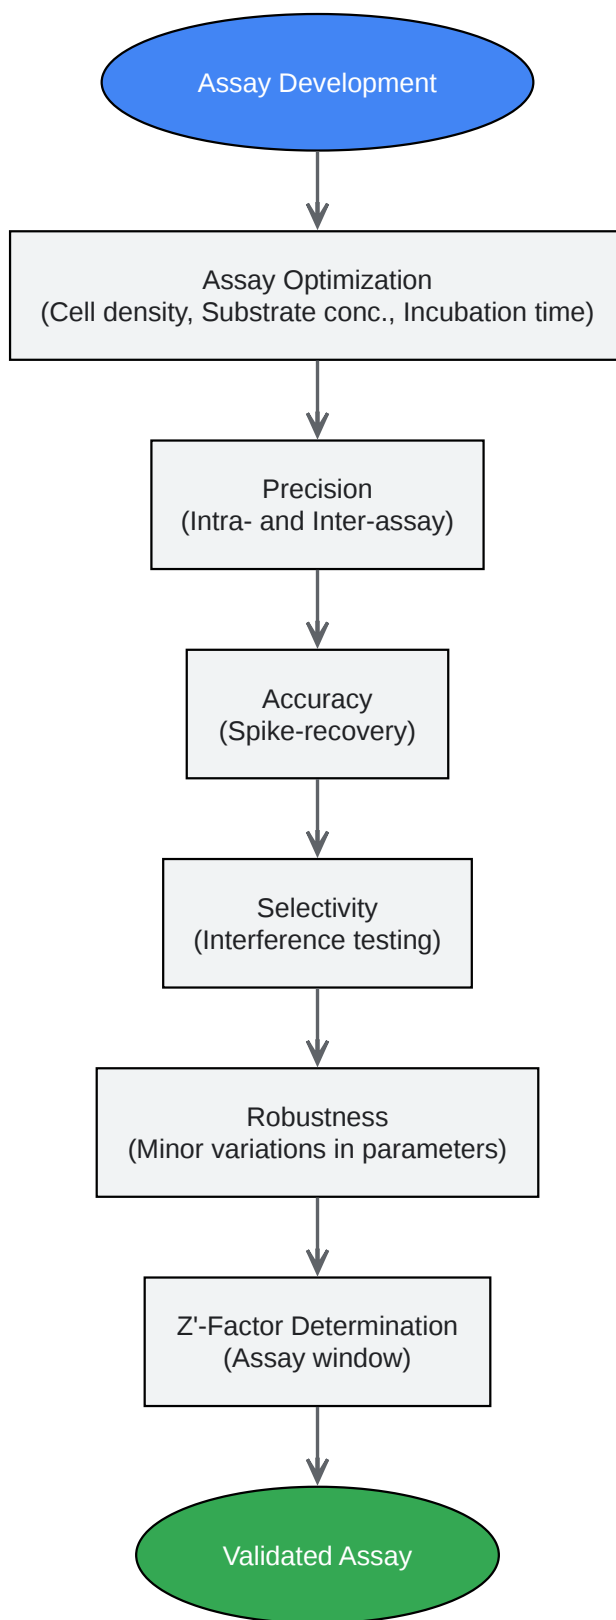 Assay Development
Assay Optimization
(Cell density, Substrate conc., Incubation time)
Precision
(Intra- and Inter-assay)
Accuracy
(Spike-recovery)
Selectivity
(Interference testing)
Robustness
(Minor variations in parameters)
Z'-Factor Determination
(Assay window)
Validated Assay